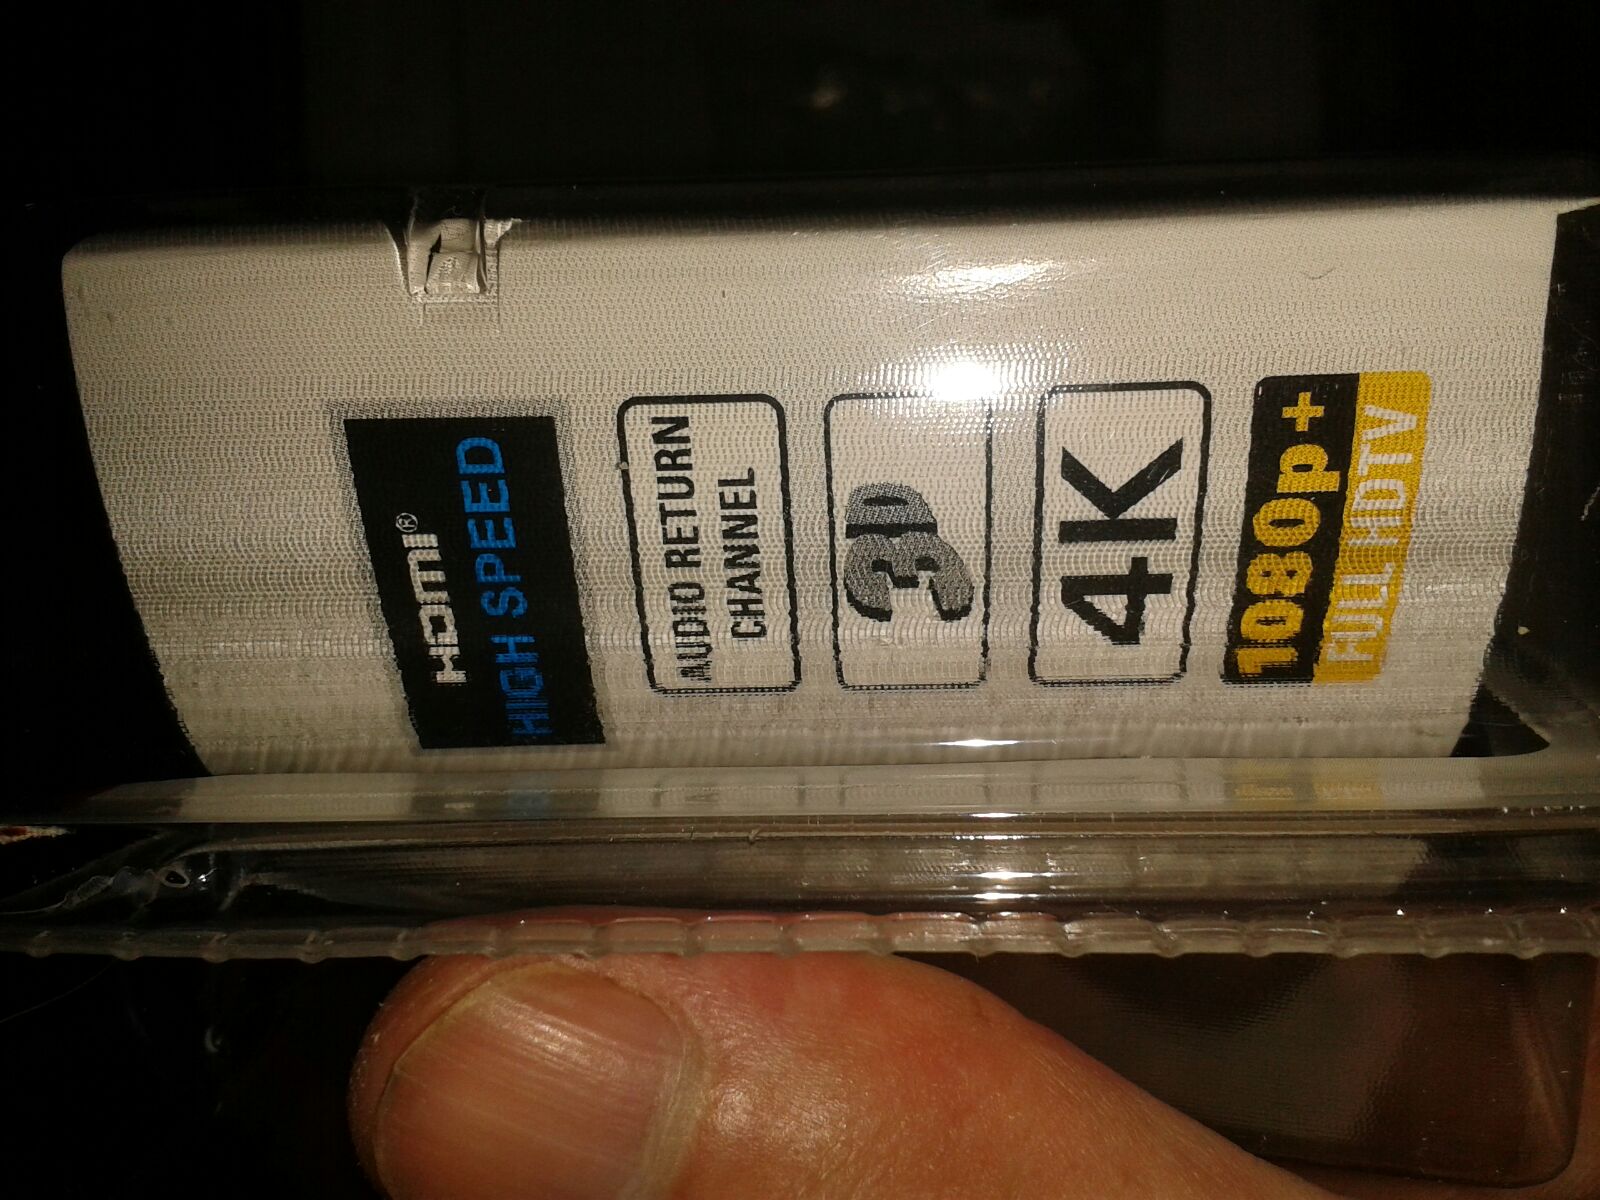 HDMI®
HIGH SPEED
AUDIO RETURN
CHANNEL
3D
4K
1080p+
FULL HDTV